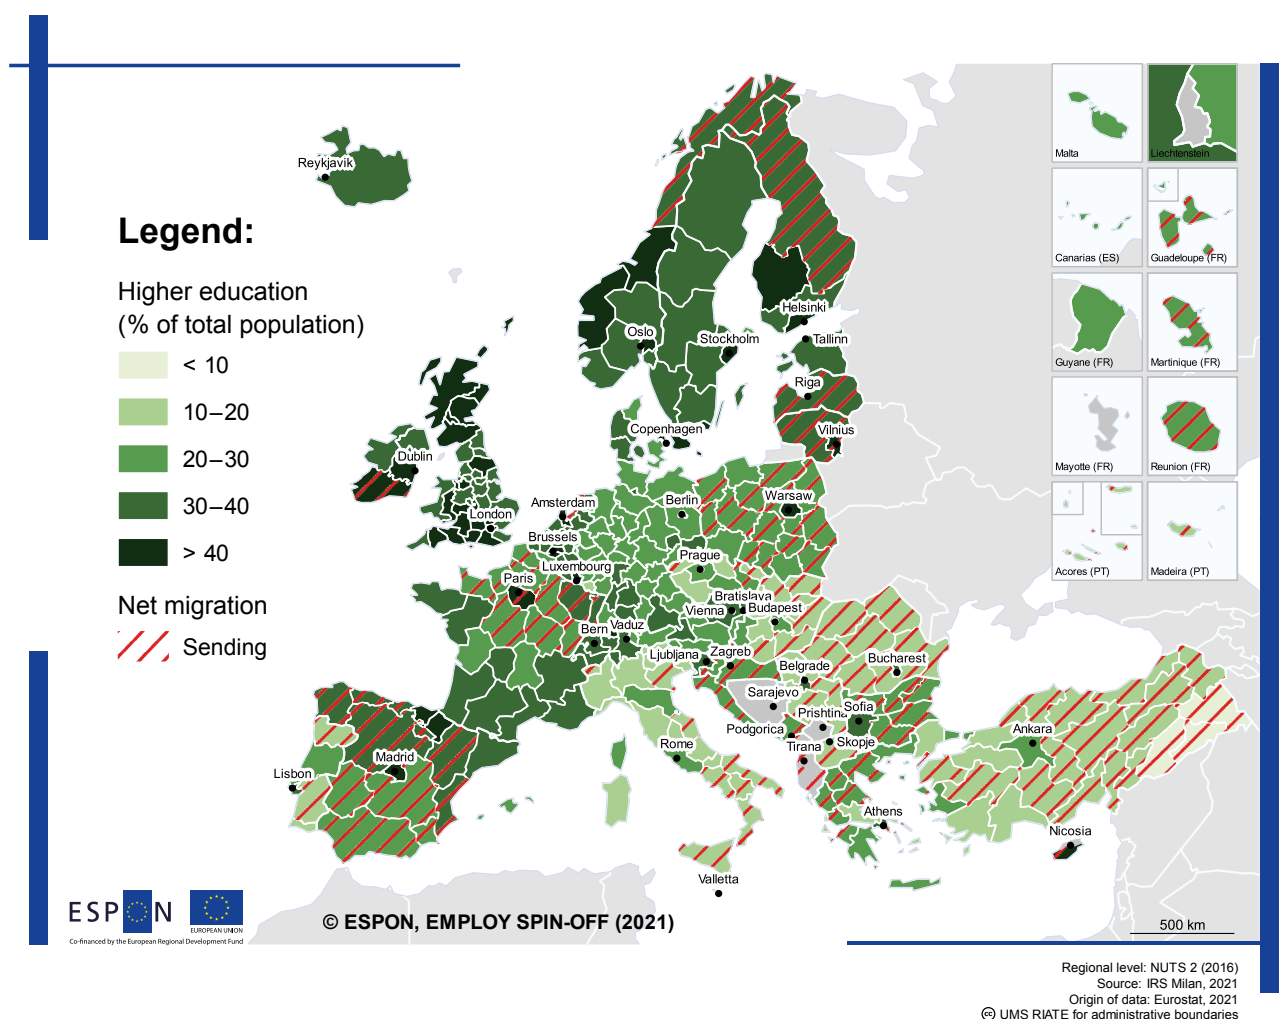 Legend:
Higher education
(% of total population)
< 10
10–20
20–30
30–40
> 40
Net migration
Sending
Reykjavik
Oslo
Stockholm
Helsinki
Tallinn
Riga
Vilnius
Copenhagen
Dublin
London
Amsterdam
Brussels
Luxembourg
Paris
Berlin
Warsaw
Prague
Bratislava
Vienna
Budapest
Bern
Vaduz
Ljubljana
Zagreb
Belgrade
Bucharest
Sarajevo
Prishtina
Sofia
Podgorica
Skopje
Tirana
Rome
Madrid
Lisbon
Athens
Ankara
Nicosia
Valletta
Malta
Liechtenstein
Canarias (ES)
Guadeloupe (FR)
Guyane (FR)
Martinique (FR)
Mayotte (FR)
Reunion (FR)
Acores (PT)
Madeira (PT)
ESPON
EUROPEAN UNION
Co-financed by the European Regional Development Fund
© ESPON, EMPLOY SPIN-OFF (2021)
500 km
Regional level: NUTS 2 (2016)
Source: IRS Milan, 2021
Origin of data: Eurostat, 2021
🅭 UMS RIATE for administrative boundaries